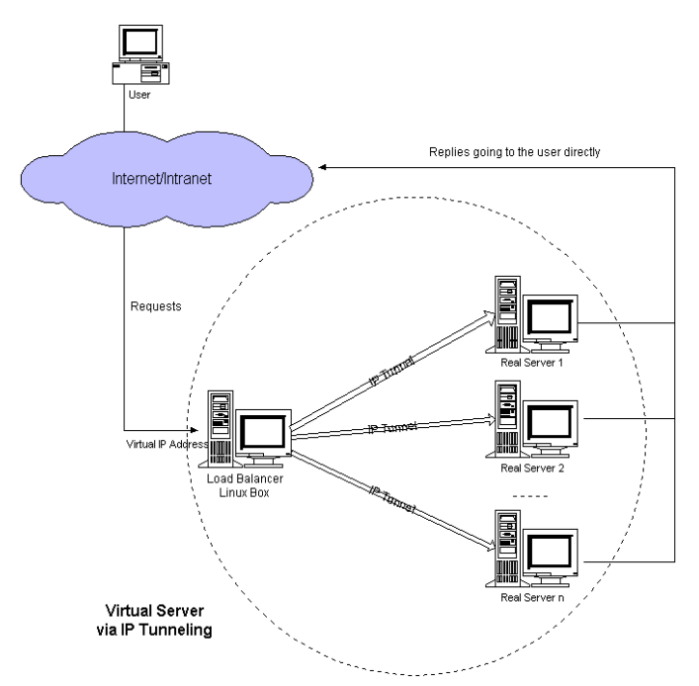 User
Internet/Intranet
Replies going to the user directly
Requests
IP Tunnel
Real Server 1
Virtual IP Address
IP Tunnel
Real Server 2
Load Balancer
Linux Box
IP Tunnel
Real Server n
Virtual Server
via IP Tunneling